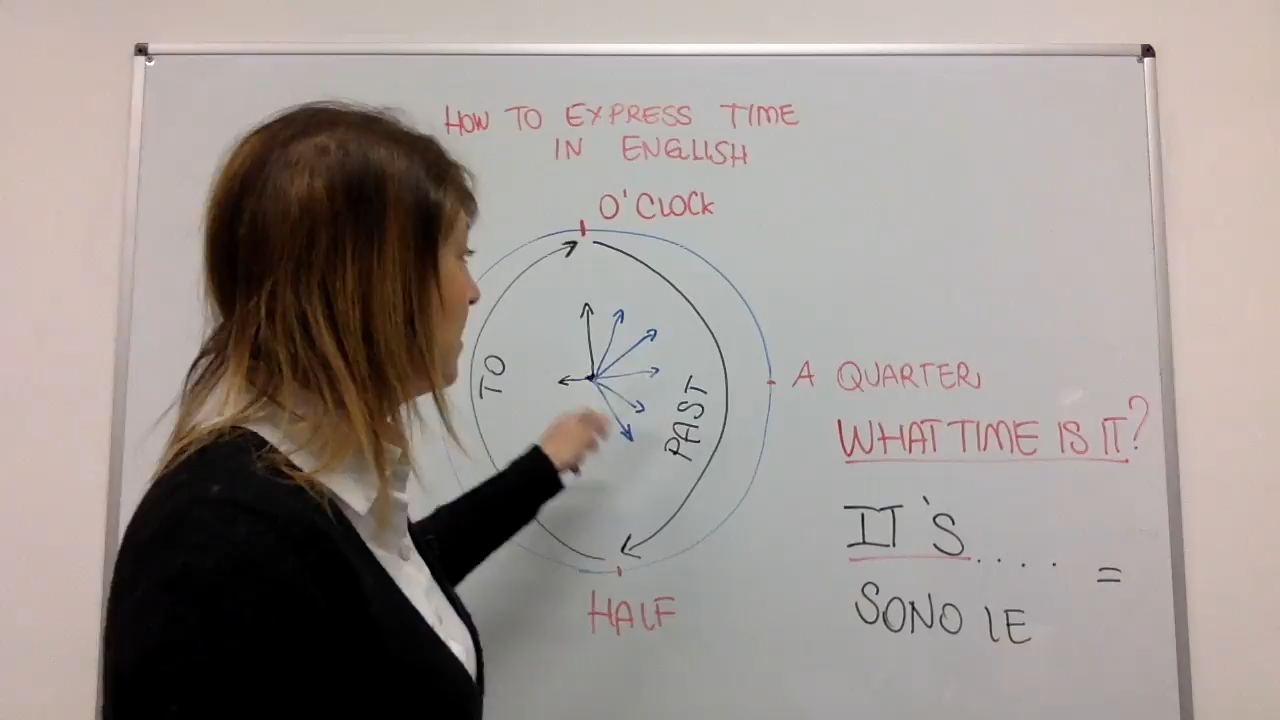 HOW TO EXPRESS TIME
IN ENGLISH
O'CLOCK
TO
PAST
A QUARTER
WHAT TIME IS IT?
IT'S.....
=
SONO LE
HALF